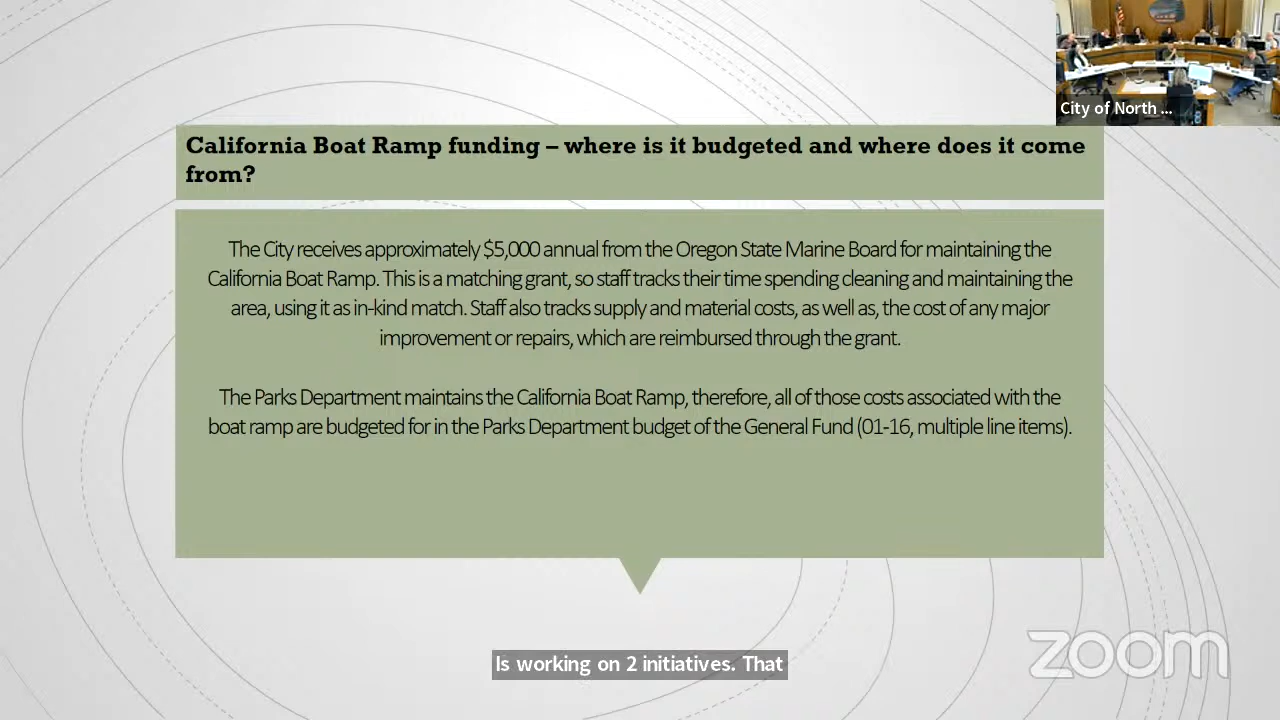 City of North ...
California Boat Ramp funding – where is it budgeted and where does it come
from?
The City receives approximately $5,000 annual from the Oregon State Marine Board for maintaining the
California Boat Ramp. This is a matching grant, so staff tracks their time spending cleaning and maintaining the
area, using it as in-kind match. Staff also tracks supply and material costs, as well as, the cost of any major
improvement or repairs, which are reimbursed through the grant.
The Parks Department maintains the California Boat Ramp, therefore, all of those costs associated with the
boat ramp are budgeted for in the Parks Department budget of the General Fund (01-16, multiple line items).
Is working on 2 initiatives. That
zoom